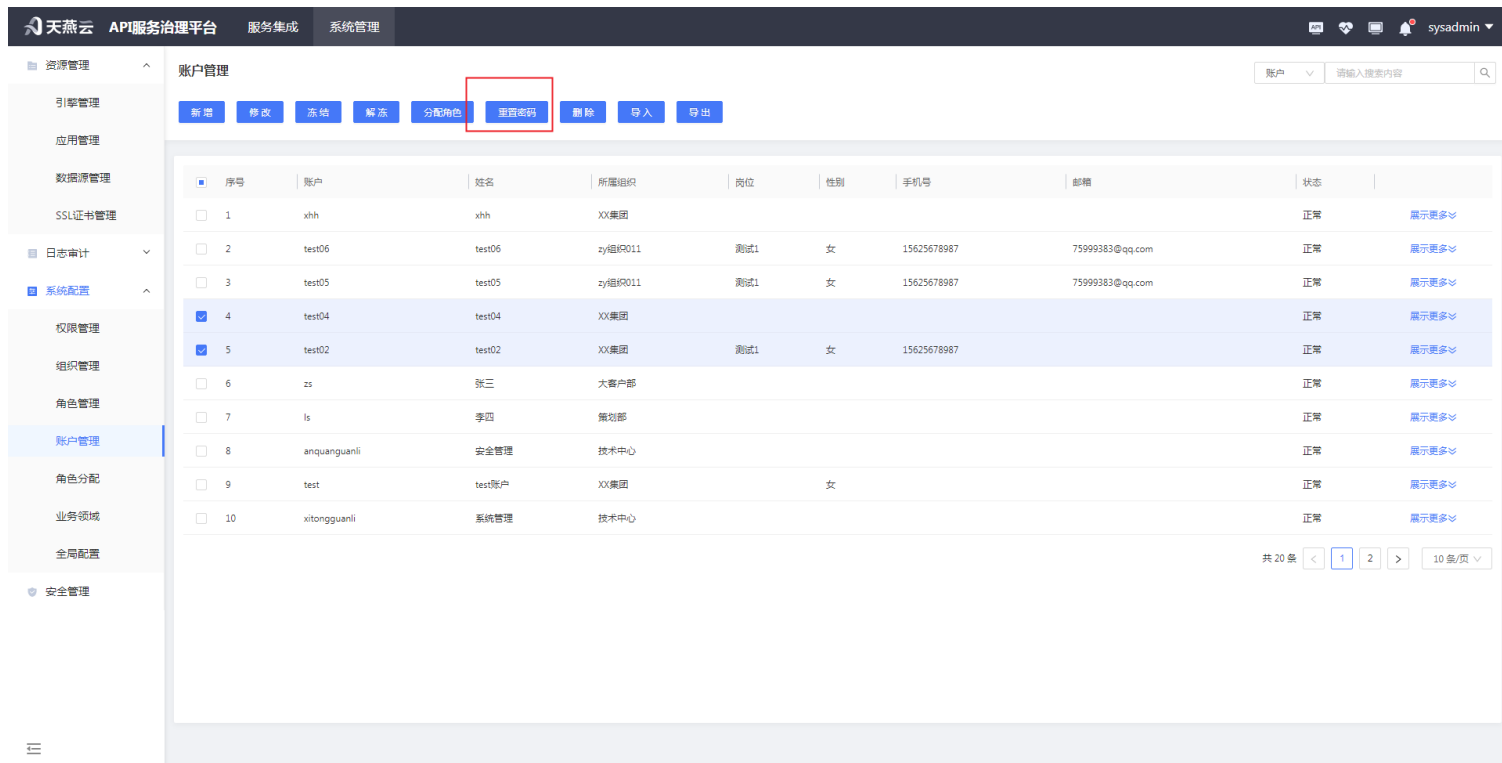 天燕云 API服务治理平台 服务集成 系统管理 API sysadmin
资源管理
引擎管理
应用管理
数据源管理
SSL证书管理
日志审计
系统配置
权限管理
组织管理
角色管理
账户管理
角色分配
业务领域
全局配置
安全管理
账户管理
账户 请输入搜索内容
新增 修改 冻结 解冻 分配角色 重置密码 删除 导入 导出
序号 账户 姓名 所属组织 岗位 性别 手机号 邮箱 状态
1 xhh xhh XX集团 正常 展示更多
2 test06 test06 zy组织011 测试1 女 15625678987 75999383@qq.com 正常 展示更多
3 test05 test05 zy组织011 测试1 女 15625678987 75999383@qq.com 正常 展示更多
4 test04 test04 XX集团 正常 展示更多
5 test02 test02 XX集团 测试1 女 15625678987 正常 展示更多
6 zs 张三 大客户部 正常 展示更多
7 ls 李四 策划部 正常 展示更多
8 anquanguanli 安全管理 技术中心 正常 展示更多
9 test test账户 XX集团 女 正常 展示更多
10 xitongguanli 系统管理 技术中心 正常 展示更多
共 20 条 < 1 2 > 10 条/页